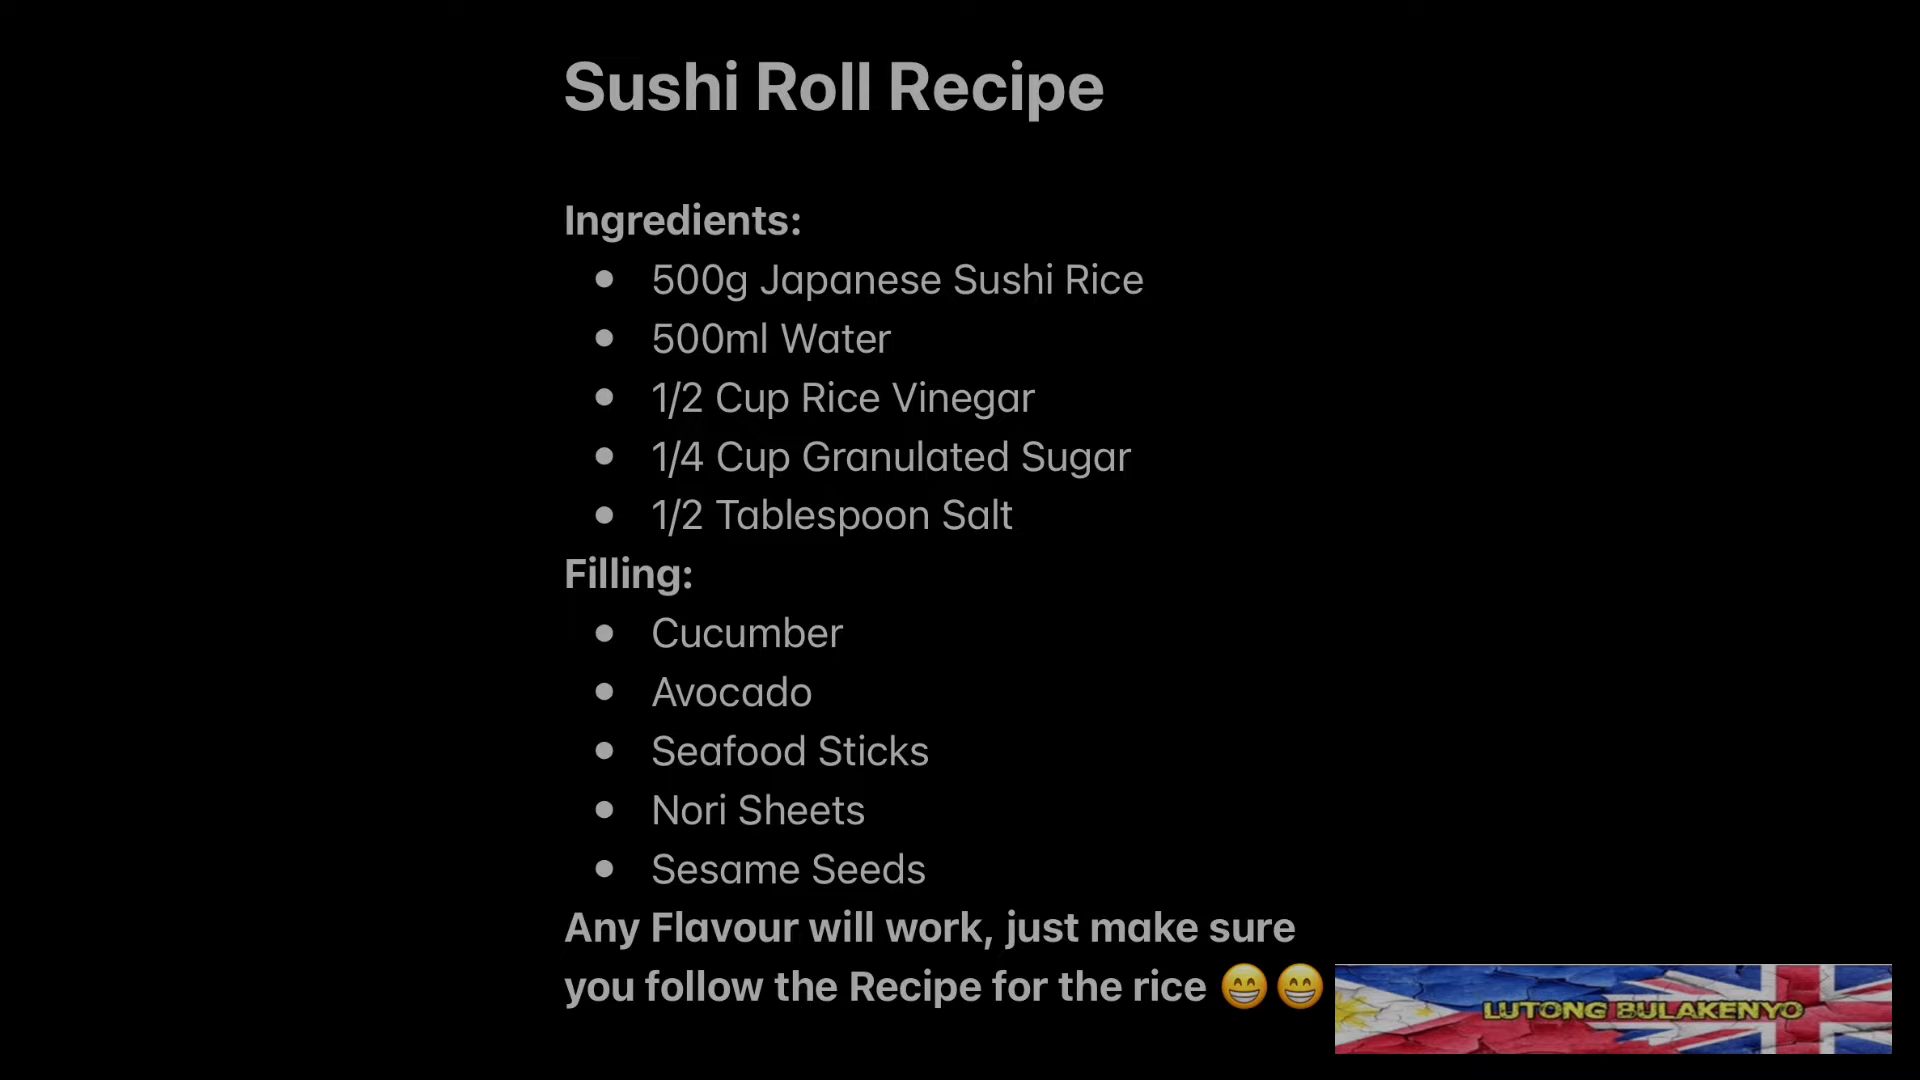 Sushi Roll Recipe
Ingredients:
● 500g Japanese Sushi Rice
● 500ml Water
● 1/2 Cup Rice Vinegar
● 1/4 Cup Granulated Sugar
● 1/2 Tablespoon Salt
Filling:
● Cucumber
● Avocado
● Seafood Sticks
● Nori Sheets
● Sesame Seeds
Any Flavour will work, just make sure
you follow the Recipe for the rice 😁😁
LUTONG BULAKENYO